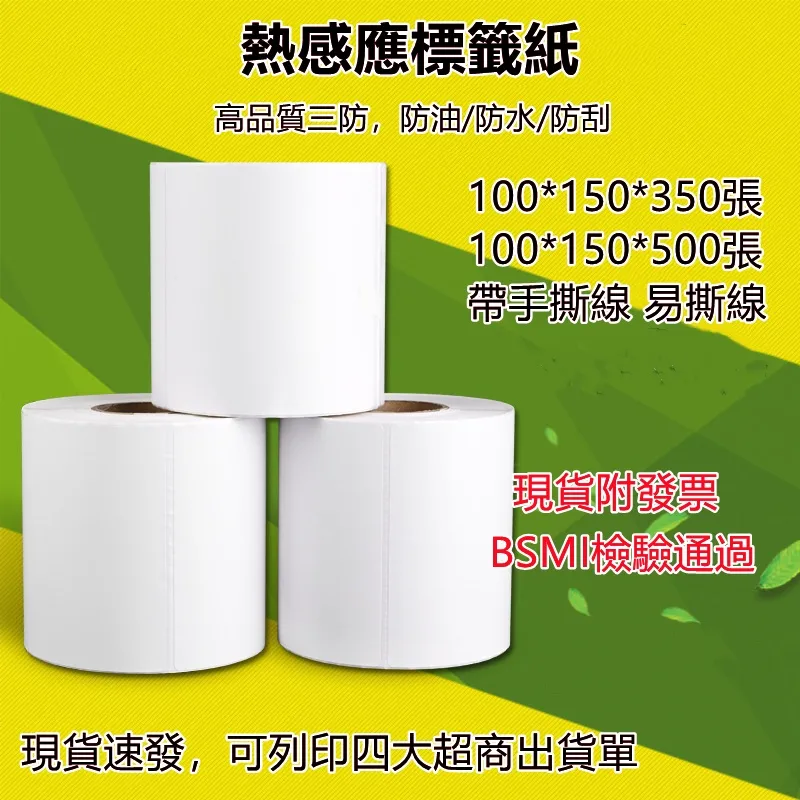 熱感應標籤紙
高品質三防，防油/防水/防刮
100*150*350張
100*150*500張
帶手撕線 易撕線
現貨附發票
BSMI檢驗通過
現貨速發，可列印四大超商出貨單